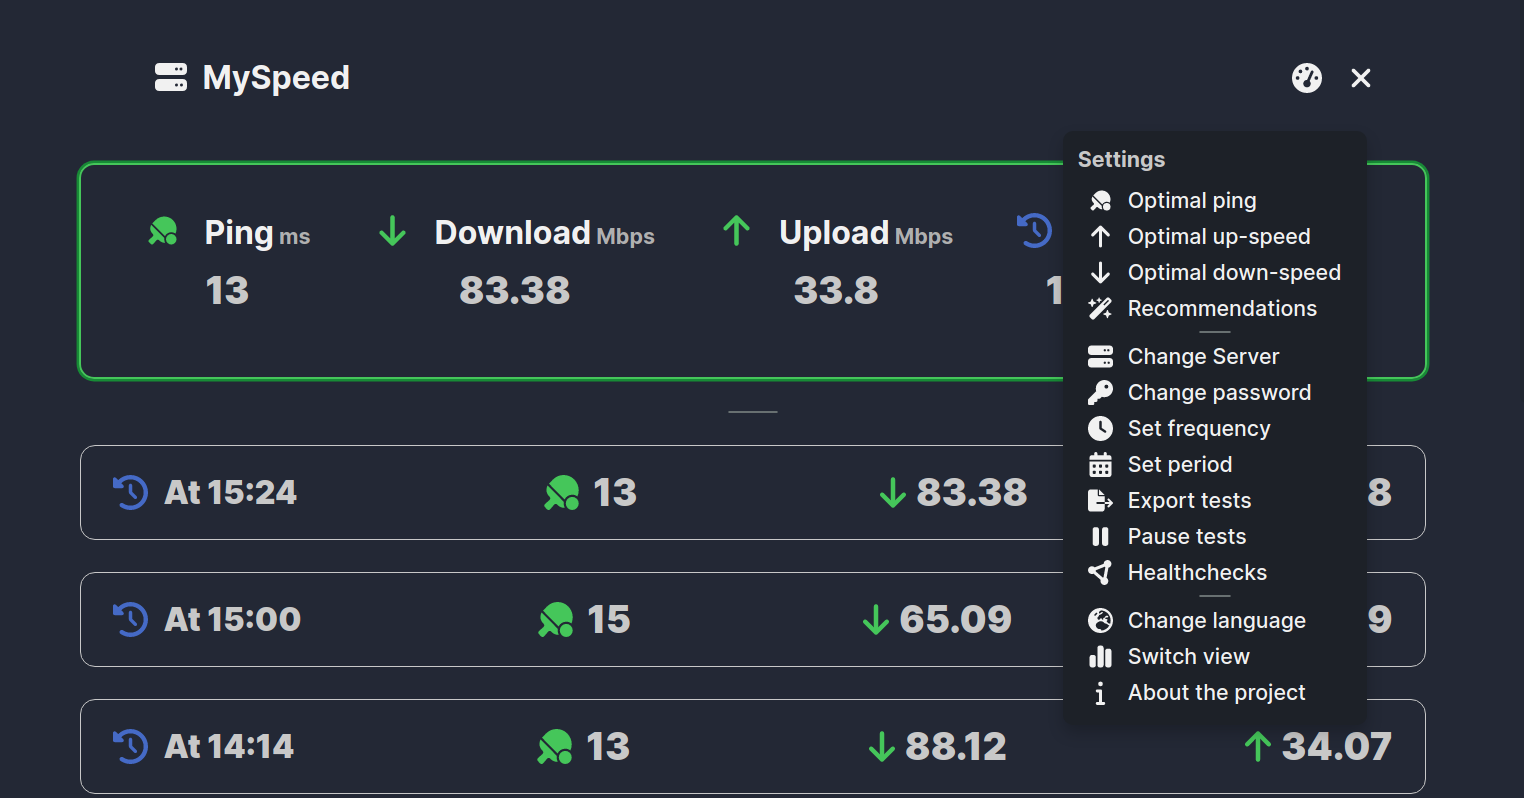 MySpeed
Ping ms
Download Mbps
Upload Mbps
13
83.38
33.8
1
Settings
Optimal ping
Optimal up-speed
Optimal down-speed
Recommendations
Change Server
Change password
Set frequency
Set period
Export tests
Pause tests
Healthchecks
Change language
Switch view
About the project
At 15:24
13
83.38
8
At 15:00
15
65.09
9
At 14:14
13
88.12
34.07